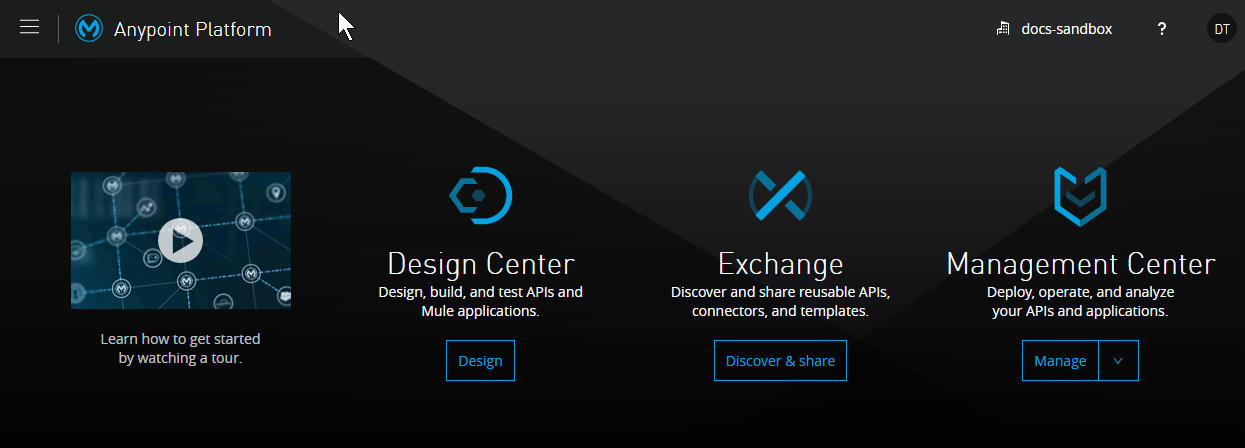 Anypoint Platform
docs-sandbox
?
DT
Learn how to get started
by watching a tour.
Design Center
Design, build, and test APIs and
Mule applications.
Design
Exchange
Discover and share reusable APIs,
connectors, and templates.
Discover & share
Management Center
Deploy, operate, and analyze
your APIs and applications.
Manage